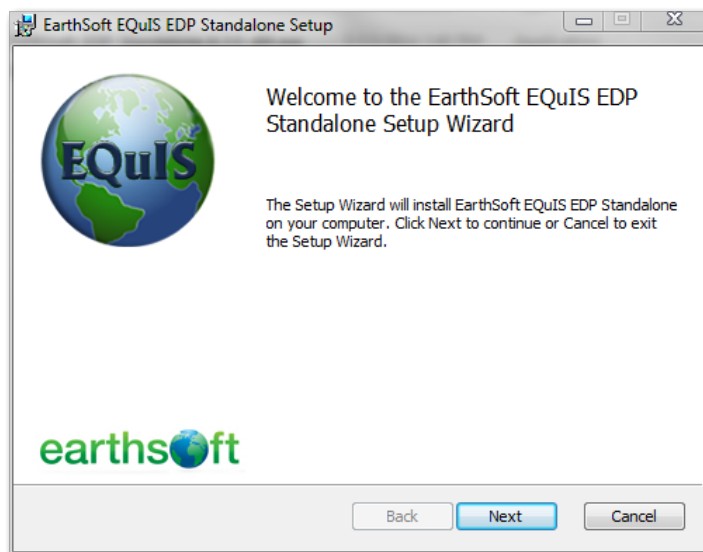 EarthSoft EQuIS EDP Standalone Setup
Welcome to the EarthSoft EQuIS EDP
Standalone Setup Wizard
EQuIS
The Setup Wizard will install EarthSoft EQuIS EDP Standalone
on your computer. Click Next to continue or Cancel to exit
the Setup Wizard.
earthsoft
Back
Next
Cancel